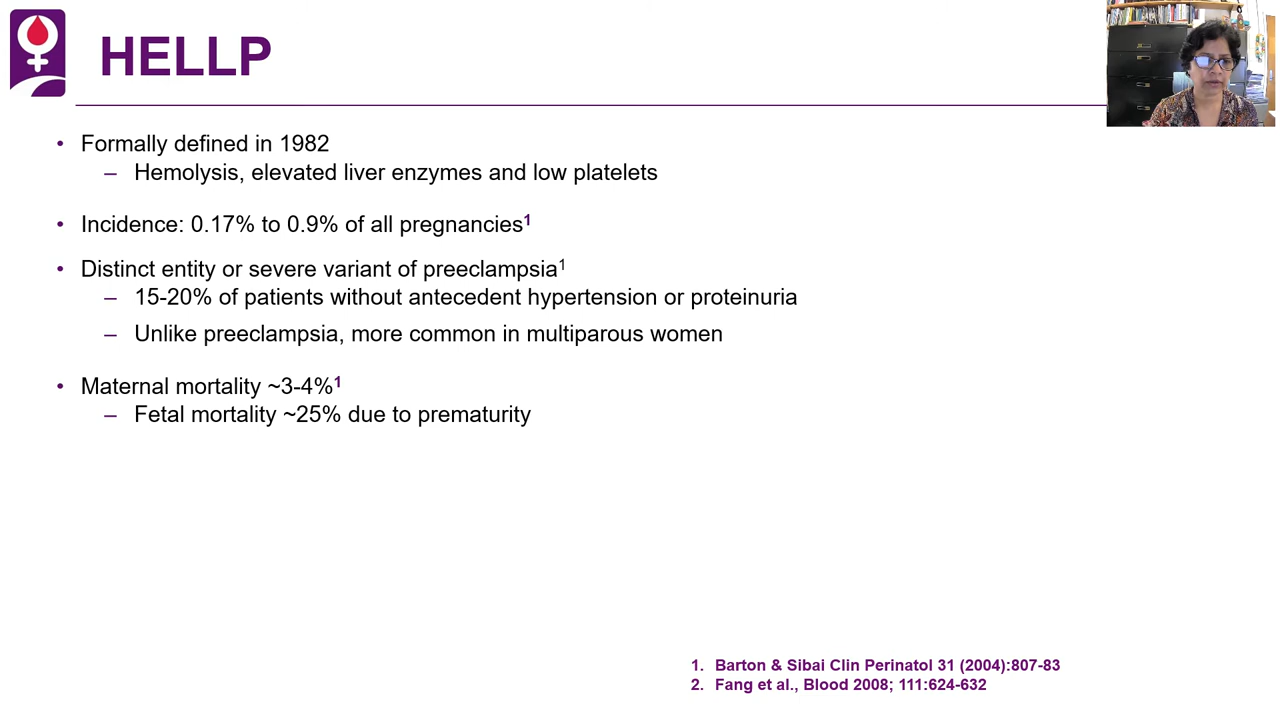 HELLP
• Formally defined in 1982
– Hemolysis, elevated liver enzymes and low platelets
• Incidence: 0.17% to 0.9% of all pregnancies1
• Distinct entity or severe variant of preeclampsia1
– 15-20% of patients without antecedent hypertension or proteinuria
– Unlike preeclampsia, more common in multiparous women
• Maternal mortality ~3-4%1
– Fetal mortality ~25% due to prematurity
1. Barton & Sibai Clin Perinatol 31 (2004):807-83
2. Fang et al., Blood 2008; 111:624-632